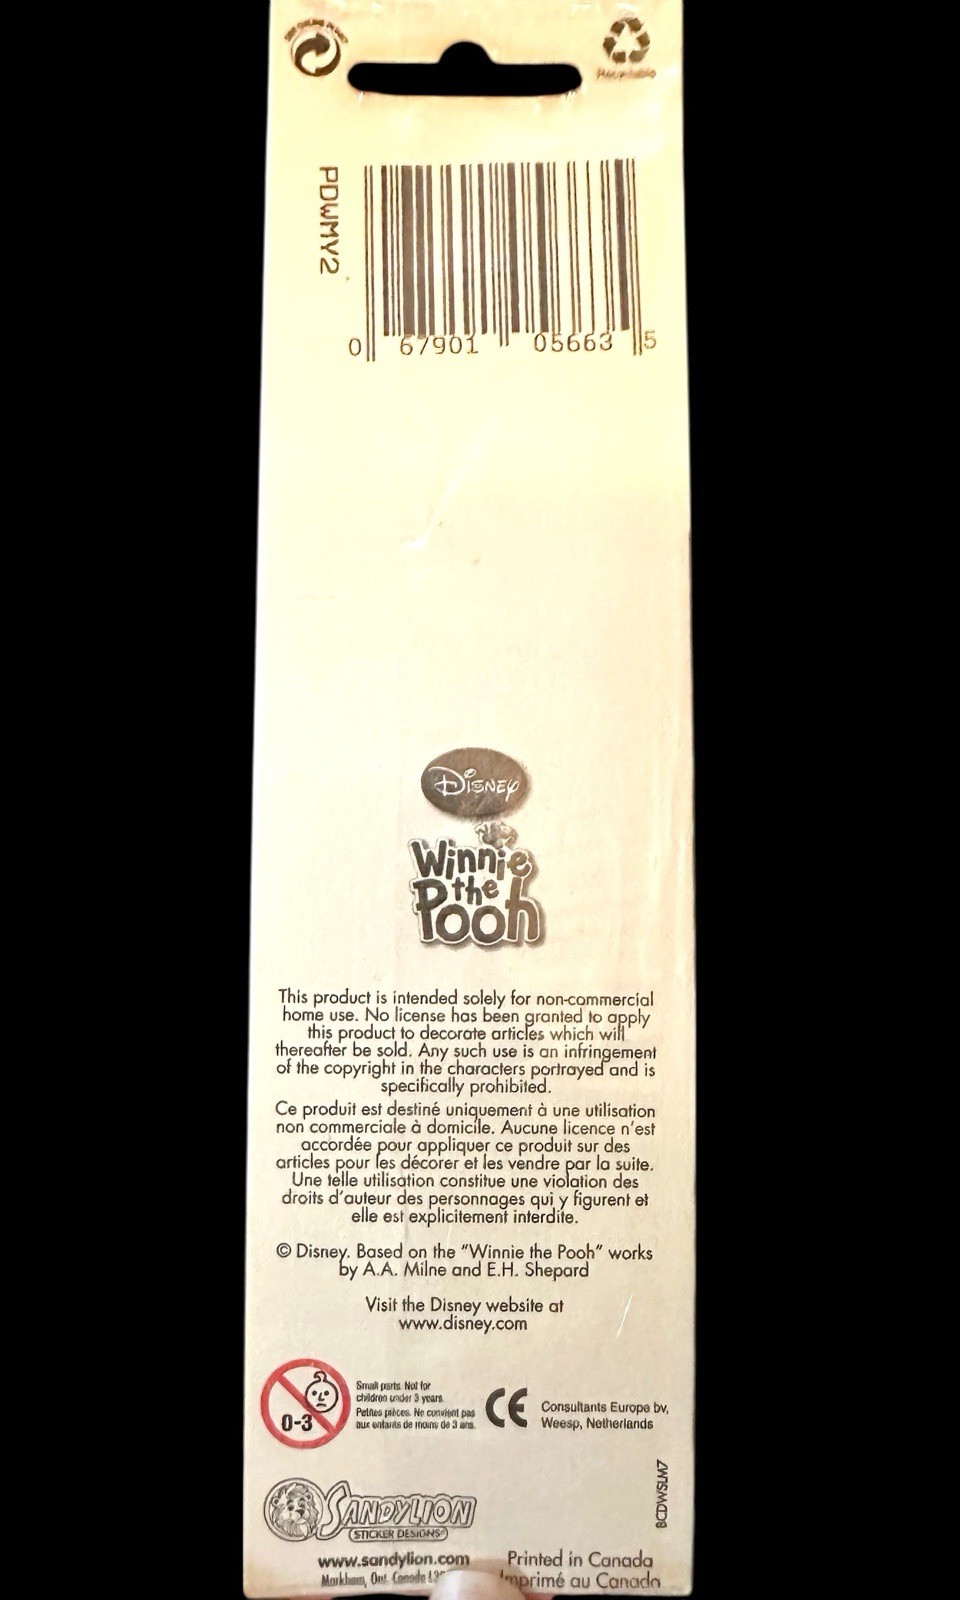 Recyclable
PDWMY2
0 67901 05663 5
Disney
Winnie
the
Pooh
This product is intended solely for non-commercial
home use. No license has been granted to apply
this product to decorate articles which will
thereafter be sold. Any such use is an infringement
of the copyright in the characters portrayed and is
specifically prohibited.
Ce produit est destiné uniquement à une utilisation
non commerciale à domicile. Aucune licence n'est
accordée pour appliquer ce produit sur des
articles pour les décorer et les vendre par la suite.
Une telle utilisation constitue une violation des
droits d'auteur des personnages qui y figurent et
elle est explicitement interdite.
© Disney. Based on the "Winnie the Pooh" works
by A.A. Milne and E.H. Shepard
Visit the Disney website at
www.disney.com
0-3
Small parts. Not for
children under 3 years.
Petites pièces. Ne convient pas
aux enfants de moins de 3 ans.
CE
Consultants Europe bv,
Weesp, Netherlands
BCDWSLM7
SANDYLION
STICKER DESIGNS
www.sandylion.com
Markham, Ont. Canada
Printed in Canada
Imprimé au Canada